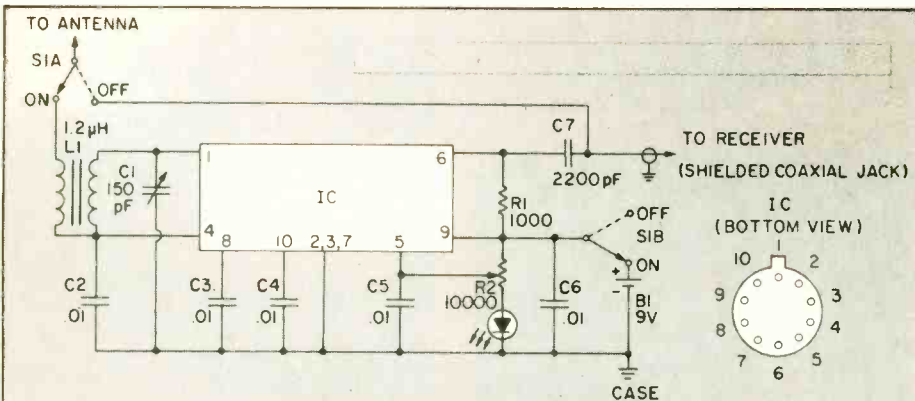 TO ANTENNA
S1A
ON
OFF
1.2µH
L1
C1
150
pF
1
4
IC
6
9
8
10
2,3,7
5
C2
.01
C3.
.01
C4
.01
C5
.01
R1
1000
R2
10000
C6
.01
C7
2200pF
TO RECEIVER
(SHIELDED COAXIAL JACK)
OFF
S1B
ON
+
-
B1
9V
CASE
IC
(BOTTOM VIEW)
1
10
2
9
3
8
4
7
5
6